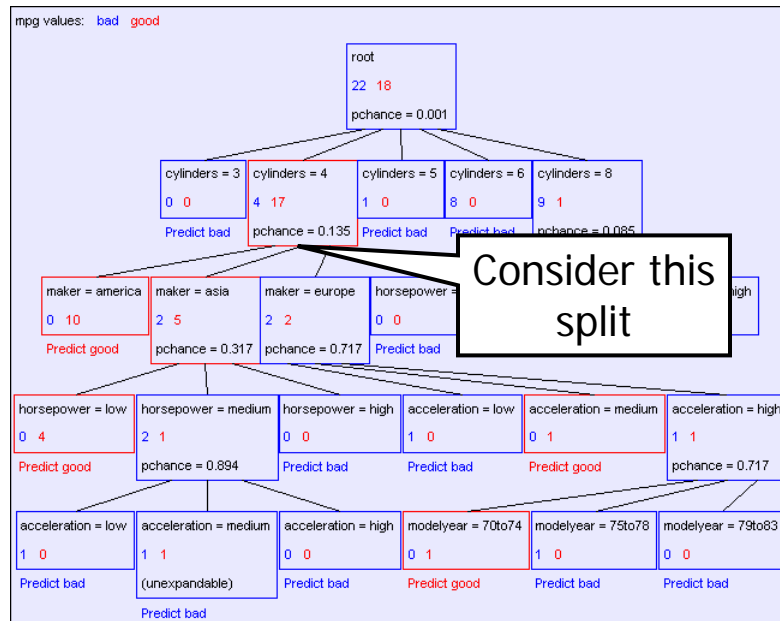 mpg values: bad good
root
22 18
pchance = 0.001
cylinders = 3
0 0
Predict bad
cylinders = 4
4 17
pchance = 0.135
cylinders = 5
1 0
Predict bad
cylinders = 6
8 0
Predict bad
cylinders = 8
9 1
pchance = 0.085
Consider this
split
maker = america
0 10
Predict good
maker = asia
2 5
pchance = 0.317
maker = europe
2 2
pchance = 0.717
horsepower =
0 0
Predict bad
high
horsepower = low
0 4
Predict good
horsepower = medium
2 1
pchance = 0.894
horsepower = high
0 0
Predict bad
acceleration = low
1 0
Predict bad
acceleration = medium
0 1
Predict good
acceleration = high
1 1
pchance = 0.717
acceleration = low
1 0
Predict bad
acceleration = medium
1 1
(unexpandable)
Predict bad
acceleration = high
0 0
Predict bad
modelyear = 70to74
0 1
Predict good
modelyear = 75to78
1 0
Predict bad
modelyear = 79to83
0 0
Predict bad